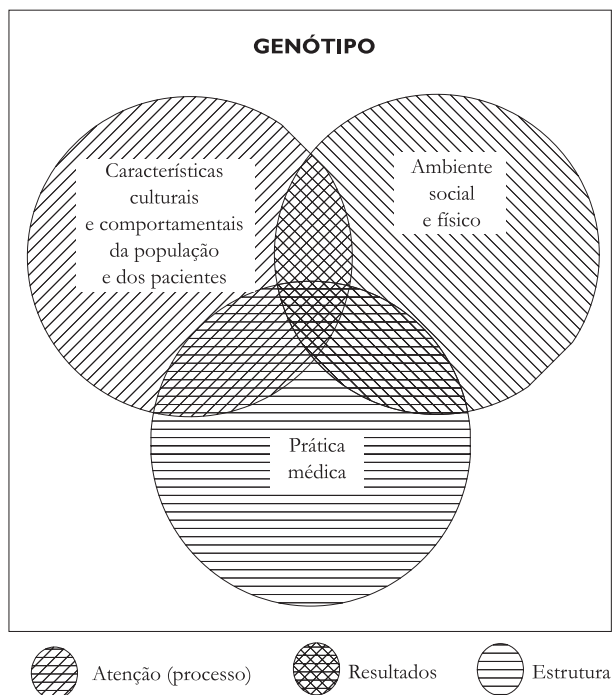 GENÓTIPO
Características
culturais
e comportamentais
da população
e dos pacientes
Ambiente
social
e físico
Prática
médica
Atenção (processo)
Resultados
Estrutura